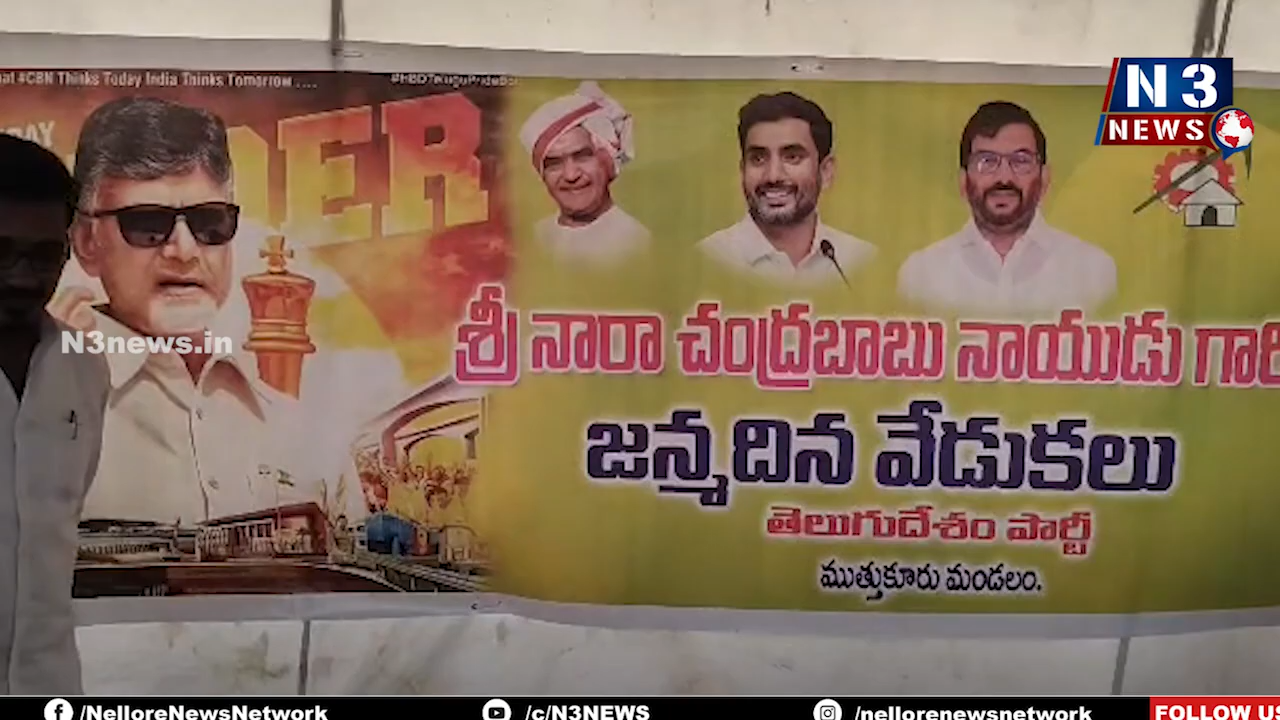 at #CBN Thinks Today India Thinks Tomorrow ....
#HBDTeluguPride
N3
NEWS
N3news.in
శ్రీ నారా చంద్రబాబు నాయుడు గారి
జన్మదిన వేడుకలు
తెలుగుదేశం పార్టీ
ముత్తుకూరు మండలం.
/NelloreNewsNetwork
/c/N3NEWS
/nellorenewsnetwork
FOLLOW US